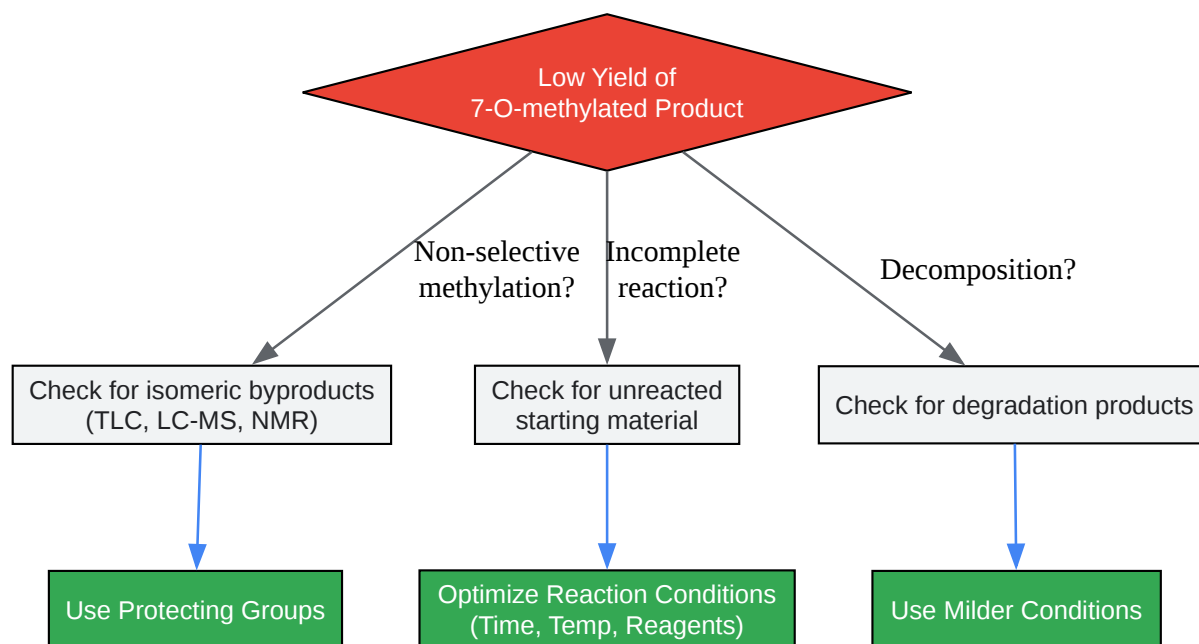 Low Yield of
7-O-methylated Product
Non-selective
methylation?
Incomplete
reaction?
Decomposition?
Check for isomeric byproducts
(TLC, LC-MS, NMR)
Check for unreacted
starting material
Check for degradation products
Use Protecting Groups
Optimize Reaction Conditions
(Time, Temp, Reagents)
Use Milder Conditions